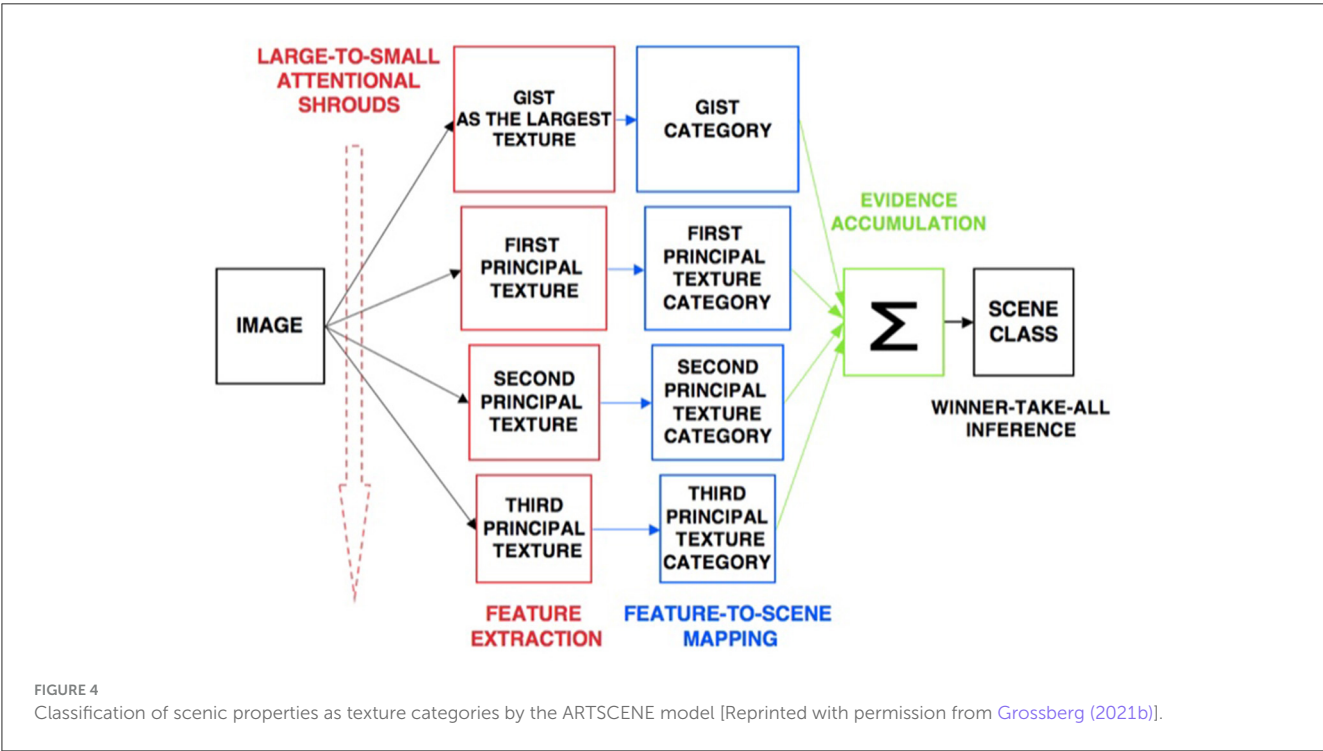 LARGE-TO-SMALL
ATTENTIONAL
SHROUDS
IMAGE
GIST
AS THE LARGEST
TEXTURE
GIST
CATEGORY
FIRST
PRINCIPAL
TEXTURE
FIRST
PRINCIPAL
TEXTURE
CATEGORY
SECOND
PRINCIPAL
TEXTURE
SECOND
PRINCIPAL
TEXTURE
CATEGORY
THIRD
PRINCIPAL
TEXTURE
THIRD
PRINCIPAL
TEXTURE
CATEGORY
FEATURE
EXTRACTION
FEATURE-TO-SCENE
MAPPING
EVIDENCE
ACCUMULATION
Σ
SCENE
CLASS
WINNER-TAKE-ALL
INFERENCE
FIGURE 4
Classification of scenic properties as texture categories by the ARTSCENE model [Reprinted with permission from Grossberg (2021b)].